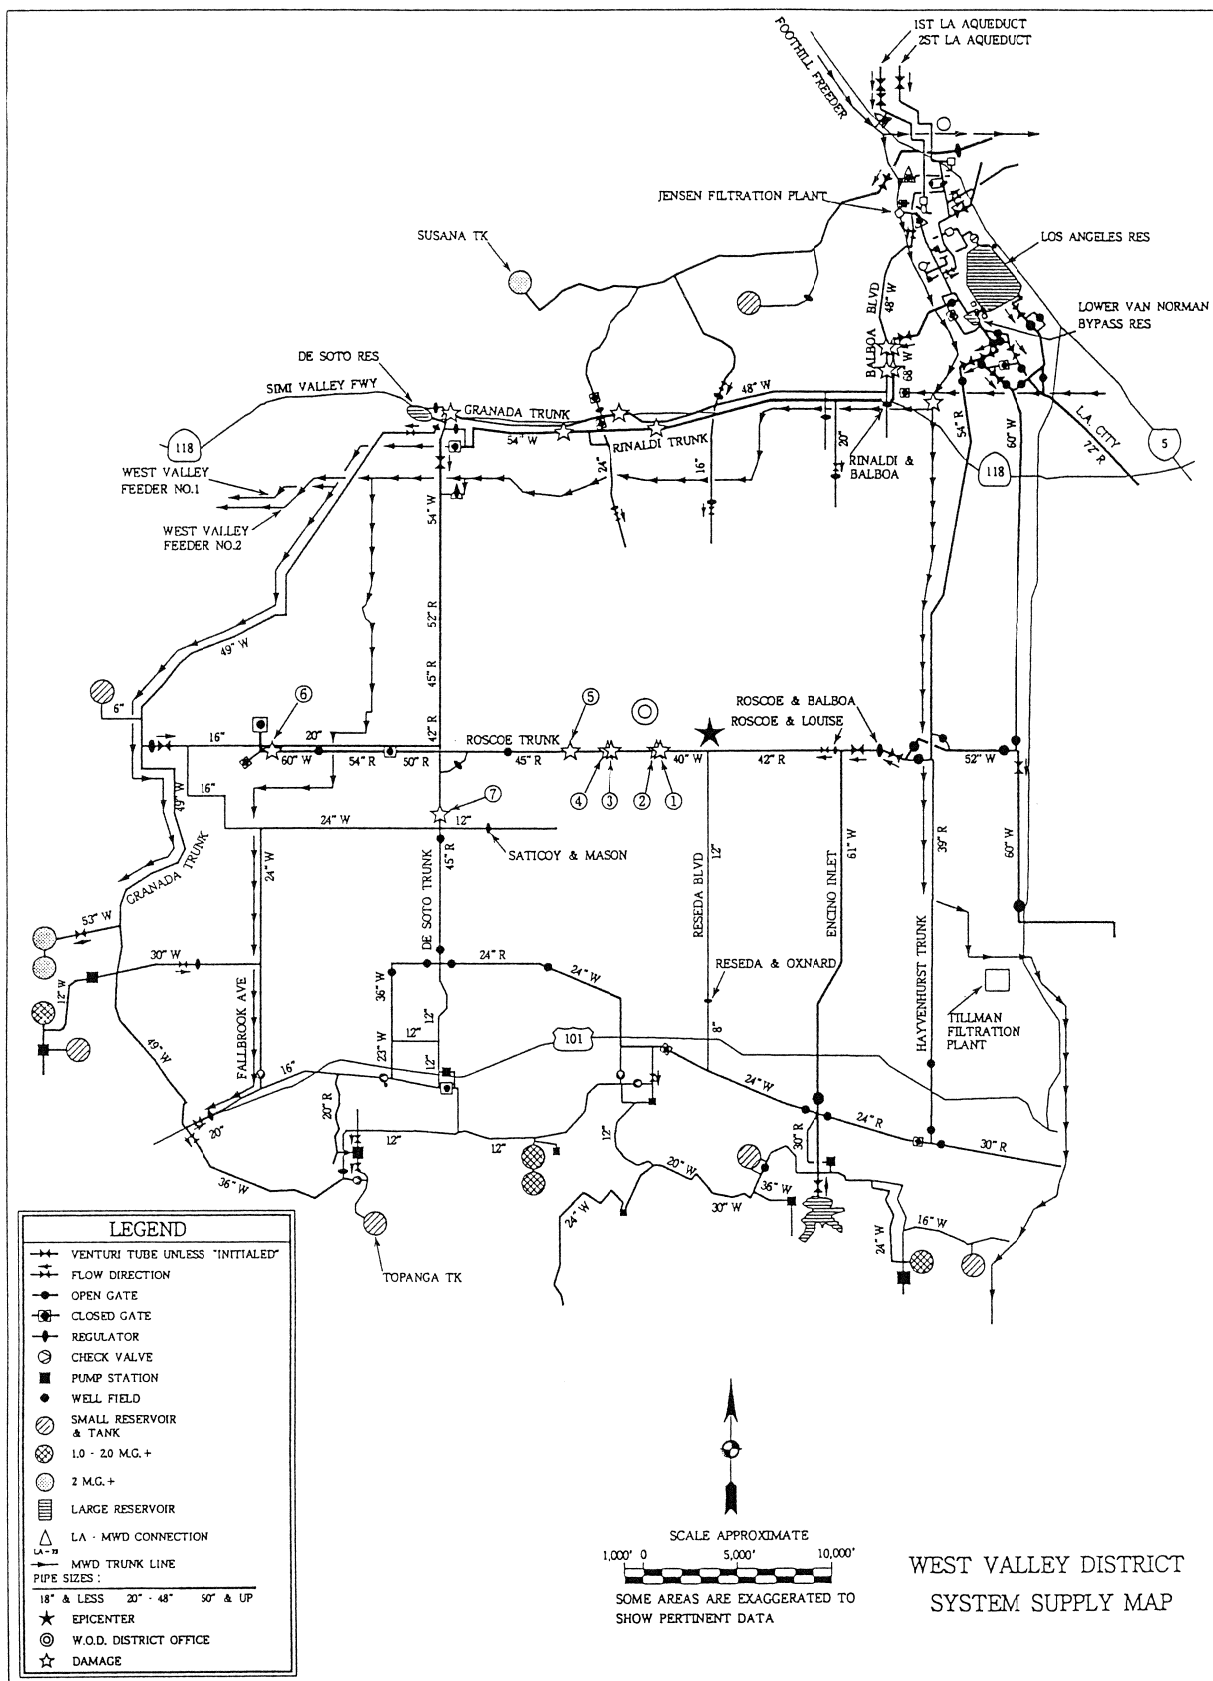 1ST LA AQUEDUCT
2ST LA AQUEDUCT
FOOTHILL FREEDER
JENSEN FILTRATION PLANT
SUSANA TK
LOS ANGELES RES
BALBOA BLVD
48" W
LOWER VAN NORMAN
BYPASS RES
DE SOTO RES
SIMI VALLEY FWY
68" W
48" W
GRANADA TRUNK
54" W
RINALDI TRUNK
118
24"
16"
20"
RINALDI &
BALBOA
54" R
60" W
L.A. CITY
72" R
5
118
WEST VALLEY
FEEDER NO.1
WEST VALLEY
FEEDER NO.2
54" W
52" R
45" R
42" R
49" W
6"
6
5
ROSCOE & BALBOA
ROSCOE & LOUISE
16"
20"
ROSCOE TRUNK
60" W
54" R
50" R
45" R
40" W
42" R
52" W
4
3
2
1
7
16"
49" W
24" W
12"
SATICOY & MASON
24" W
45" R
12"
61" W
39" R
60" W
GRANADA TRUNK
DE SOTO TRUNK
RESEDA BLVD
ENCINO INLET
HAYVENHURST TRUNK
53" W
30" W
12" W
24" R
24" W
36" W
12"
RESEDA & OXNARD
TILLMAN
FILTRATION
PLANT
FALLBROOK AVE
49" W
23" W
12"
12"
101
8"
16"
20" R
24" W
24" R
30" R
20"
12"
12"
12"
30" R
36" W
20" W
30" W
36" W
24" W
24" W
16" W
TOPANGA TK
LEGEND
VENTURI TUBE UNLESS "INITIALED"
FLOW DIRECTION
OPEN GATE
CLOSED GATE
REGULATOR
CHECK VALVE
PUMP STATION
WELL FIELD
SMALL RESERVOIR
& TANK
1.0 - 2.0 M.G. +
2 M.G. +
LARGE RESERVOIR
LA - MWD CONNECTION
MWD TRUNK LINE
PIPE SIZES :
18" & LESS 20" - 48" 50" & UP
EPICENTER
W.O.D. DISTRICT OFFICE
DAMAGE
SCALE APPROXIMATE
1,000' 0 5,000' 10,000'
SOME AREAS ARE EXAGGERATED TO
SHOW PERTINENT DATA
WEST VALLEY DISTRICT
SYSTEM SUPPLY MAP